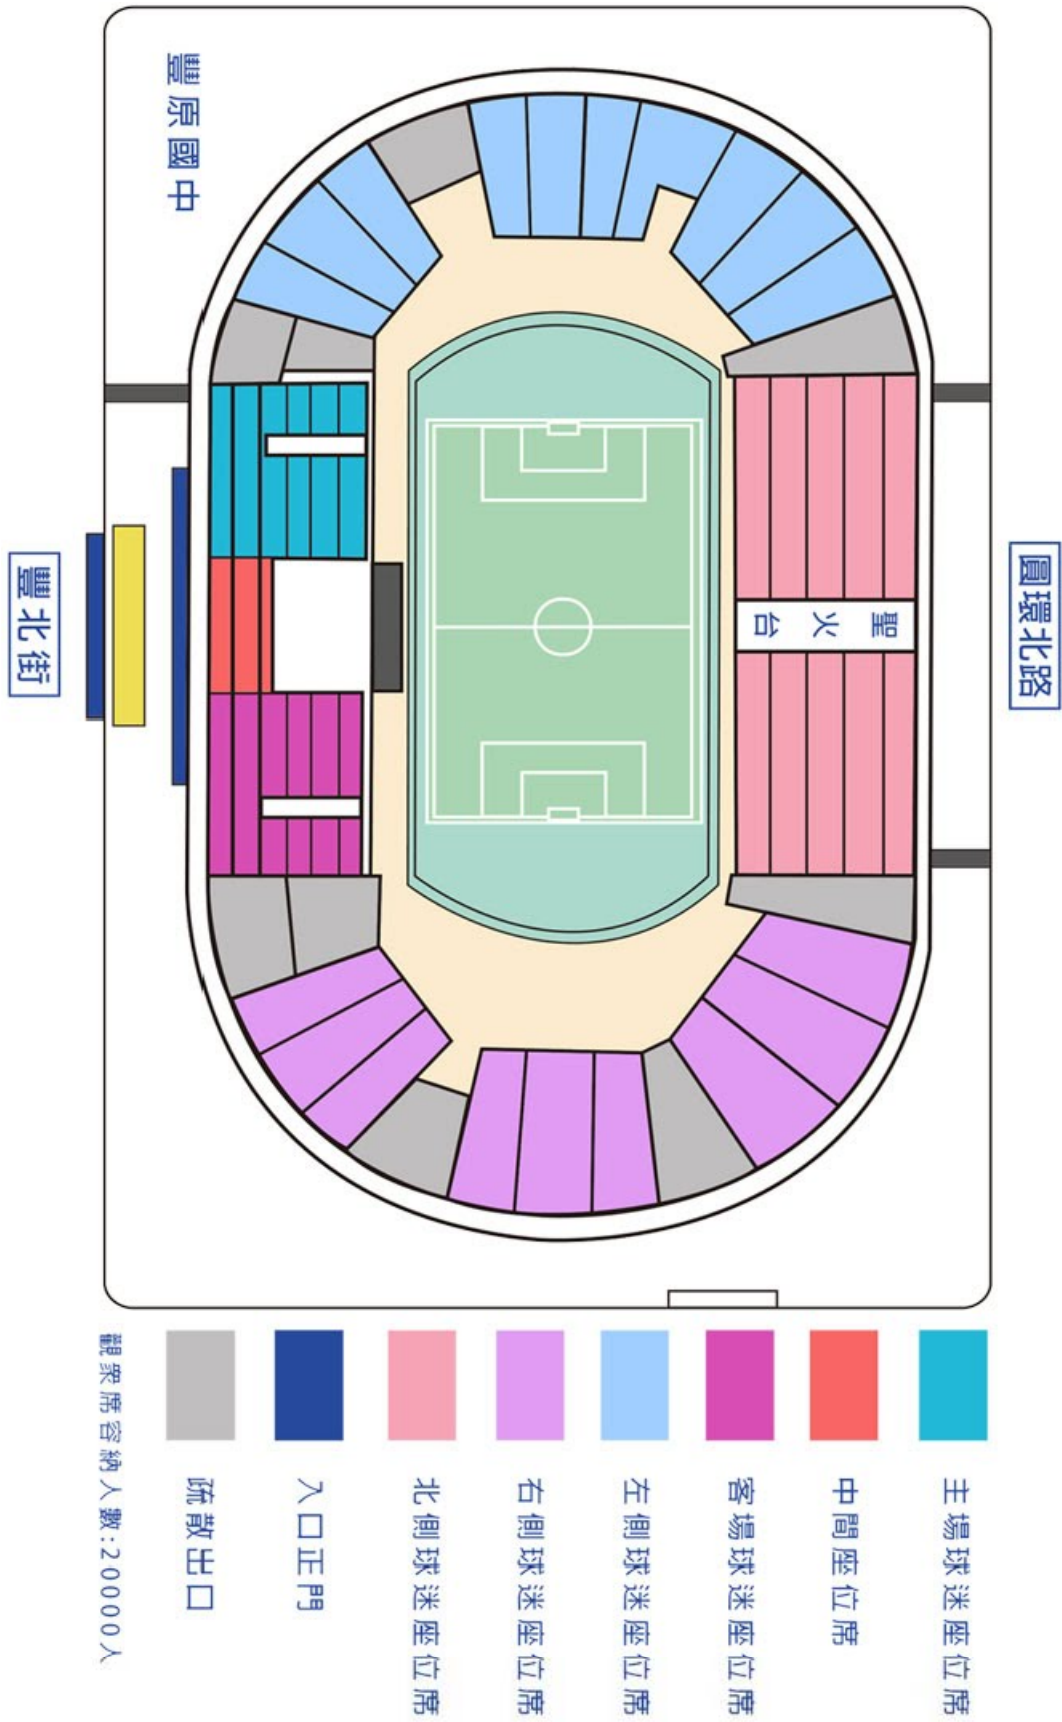 豐原國中
圓環北路
聖火台
豐北街
主場球迷座位席
中間座位席
客場球迷座位席
左側球迷座位席
右側球迷座位席
北側球迷座位席
入口正門
疏散出口
觀眾席容納人數:20000人